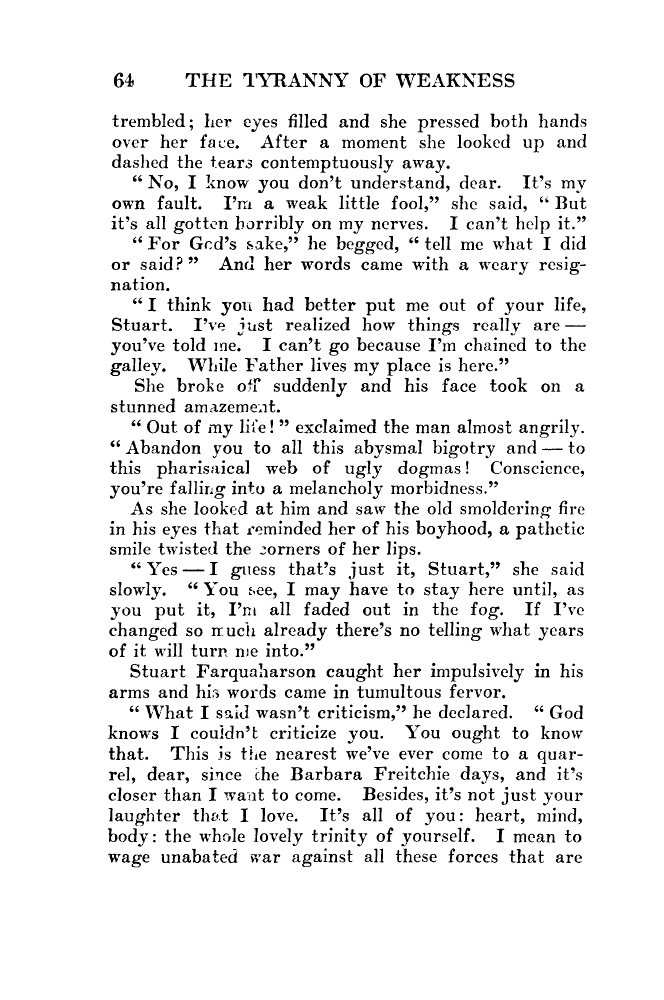 64 THE TYRANNY OF WEAKNESS
trembled; her eyes filled and she pressed both hands
over her face. After a moment she looked up and
dashed the tears contemptuously away.
“No, I know you don't understand, dear. It's my
own fault. I'm a weak little fool,” she said, “But
it's all gotten horribly on my nerves. I can't help it.”
“For God's sake,” he begged, “tell me what I did
or said?” And her words came with a weary resig-
nation.
“I think you had better put me out of your life,
Stuart. I've just realized how things really are —
you've told me. I can't go because I'm chained to the
galley. While Father lives my place is here.”
She broke off suddenly and his face took on a
stunned amazement.
“Out of my life!” exclaimed the man almost angrily.
“Abandon you to all this abysmal bigotry and — to
this pharisaical web of ugly dogmas! Conscience,
you're falling into a melancholy morbidness.”
As she looked at him and saw the old smoldering fire
in his eyes that reminded her of his boyhood, a pathetic
smile twisted the corners of her lips.
“Yes — I guess that's just it, Stuart,” she said
slowly. “You see, I may have to stay here until, as
you put it, I'm all faded out in the fog. If I've
changed so much already there's no telling what years
of it will turn me into.”
Stuart Farquaharson caught her impulsively in his
arms and his words came in tumultous fervor.
“What I said wasn't criticism,” he declared. “God
knows I couldn't criticize you. You ought to know
that. This is the nearest we've ever come to a quar-
rel, dear, since the Barbara Freitchie days, and it's
closer than I want to come. Besides, it's not just your
laughter that I love. It's all of you: heart, mind,
body: the whole lovely trinity of yourself. I mean to
wage unabated war against all these forces that are